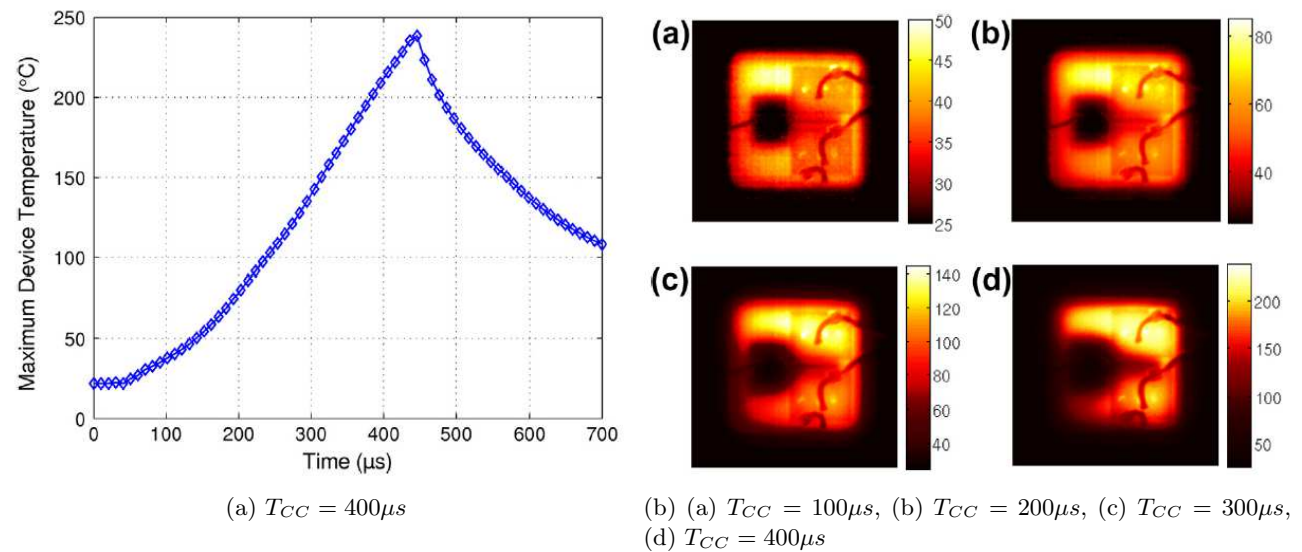 Maximum Device Temperature (°C)
250
200
150
100
50
0
0 100 200 300 400 500 600 700
Time (µs)
(a) T_CC = 400µs
(a)
50
45
40
35
30
25
(b)
80
60
40
(c)
140
120
100
80
60
40
(d)
200
150
100
50
(b) (a) T_CC = 100µs, (b) T_CC = 200µs, (c) T_CC = 300µs,
(d) T_CC = 400µs